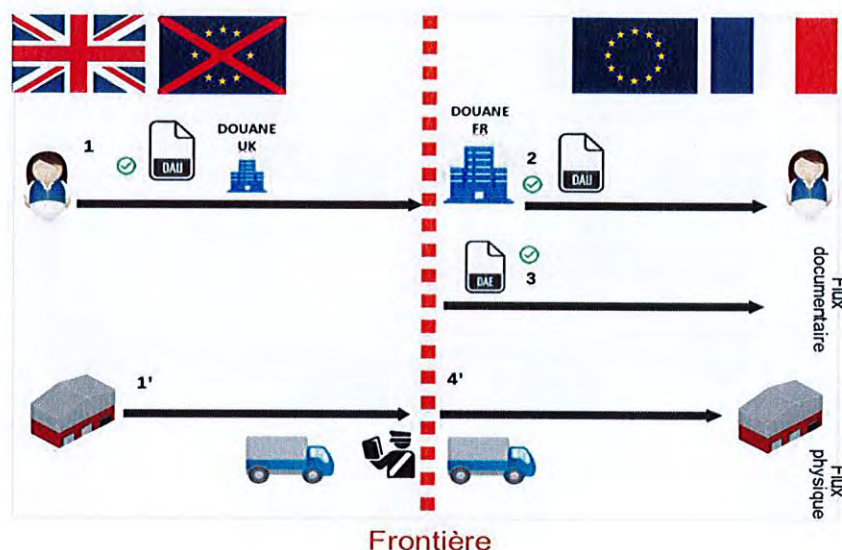 DOUANE
UK
DOUANE
FR
1
DAU
2
DAU
DAE
3
Flux
documentaire
1'
4'
Flux
physique
Frontière